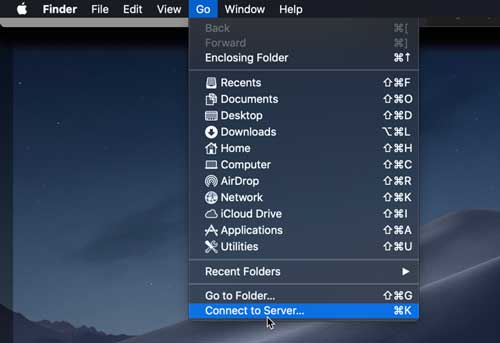 Finder File Edit View Go Window Help
Back ⌘[
Forward ⌘]
Enclosing Folder ⌘↑
Recents ⇧⌘F
Documents ⇧⌘O
Desktop ⇧⌘D
Downloads ⌥⌘L
Home ⇧⌘H
Computer ⇧⌘C
AirDrop ⇧⌘R
Network ⇧⌘K
iCloud Drive ⇧⌘I
Applications ⇧⌘A
Utilities ⇧⌘U
Recent Folders ▶
Go to Folder... ⇧⌘G
Connect to Server... ⌘K